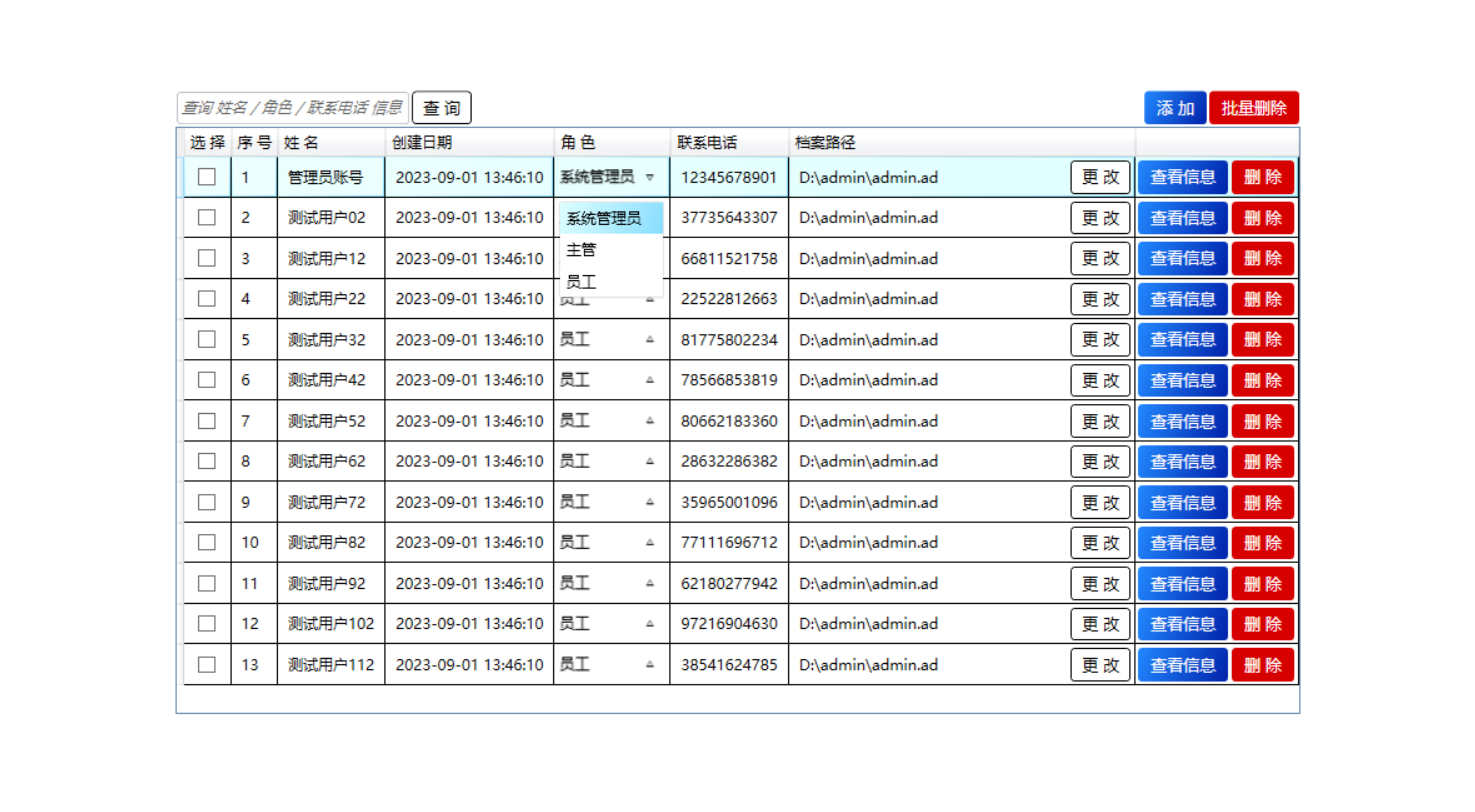 查询 姓名 / 角色 / 联系电话 信息 查 询 添 加 批量删除
选 择 序 号 姓 名 创建日期 角 色 联系电话 档案路径
1 管理员账号 2023-09-01 13:46:10 系统管理员 12345678901 D:\admin\admin.ad 更 改 查看信息 删 除
2 测试用户02 2023-09-01 13:46:10 系统管理员 37735643307 D:\admin\admin.ad 更 改 查看信息 删 除
3 测试用户12 2023-09-01 13:46:10 主管 66811521758 D:\admin\admin.ad 更 改 查看信息 删 除
员工
4 测试用户22 2023-09-01 13:46:10 员工 22522812663 D:\admin\admin.ad 更 改 查看信息 删 除
5 测试用户32 2023-09-01 13:46:10 员工 81775802234 D:\admin\admin.ad 更 改 查看信息 删 除
6 测试用户42 2023-09-01 13:46:10 员工 78566853819 D:\admin\admin.ad 更 改 查看信息 删 除
7 测试用户52 2023-09-01 13:46:10 员工 80662183360 D:\admin\admin.ad 更 改 查看信息 删 除
8 测试用户62 2023-09-01 13:46:10 员工 28632286382 D:\admin\admin.ad 更 改 查看信息 删 除
9 测试用户72 2023-09-01 13:46:10 员工 35965001096 D:\admin\admin.ad 更 改 查看信息 删 除
10 测试用户82 2023-09-01 13:46:10 员工 77111696712 D:\admin\admin.ad 更 改 查看信息 删 除
11 测试用户92 2023-09-01 13:46:10 员工 62180277942 D:\admin\admin.ad 更 改 查看信息 删 除
12 测试用户102 2023-09-01 13:46:10 员工 97216904630 D:\admin\admin.ad 更 改 查看信息 删 除
13 测试用户112 2023-09-01 13:46:10 员工 38541624785 D:\admin\admin.ad 更 改 查看信息 删 除